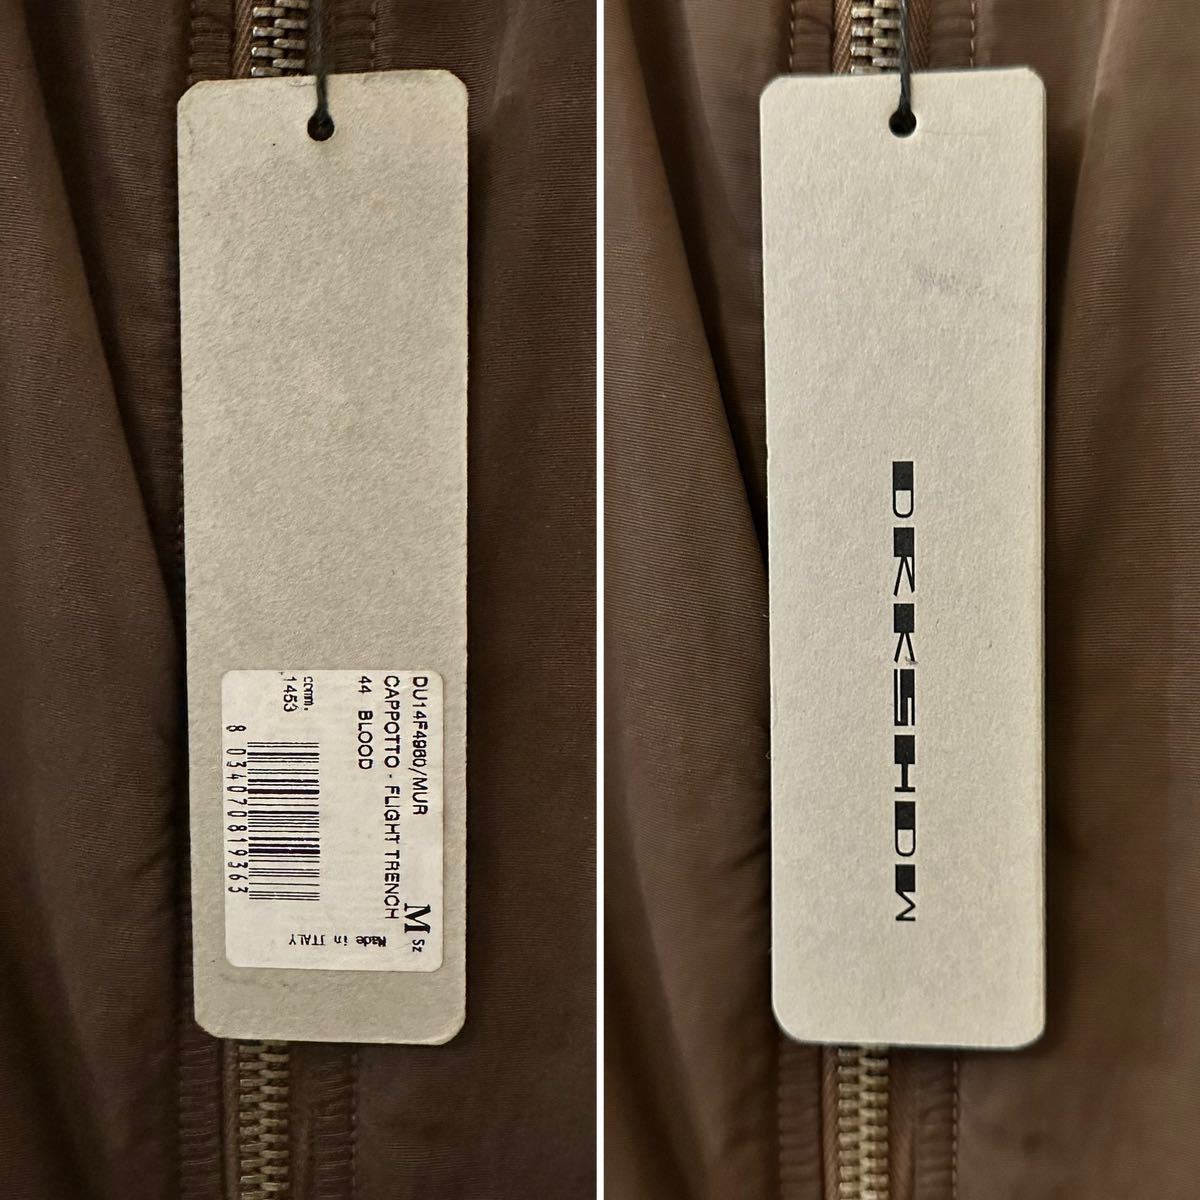 DU14F4980/MUR
CAPPOTTO - FLIGHT TRENCH
44 BLOOD
M sz
comm.
1453
8 034070819363
Made in ITALY
DRKSHDW